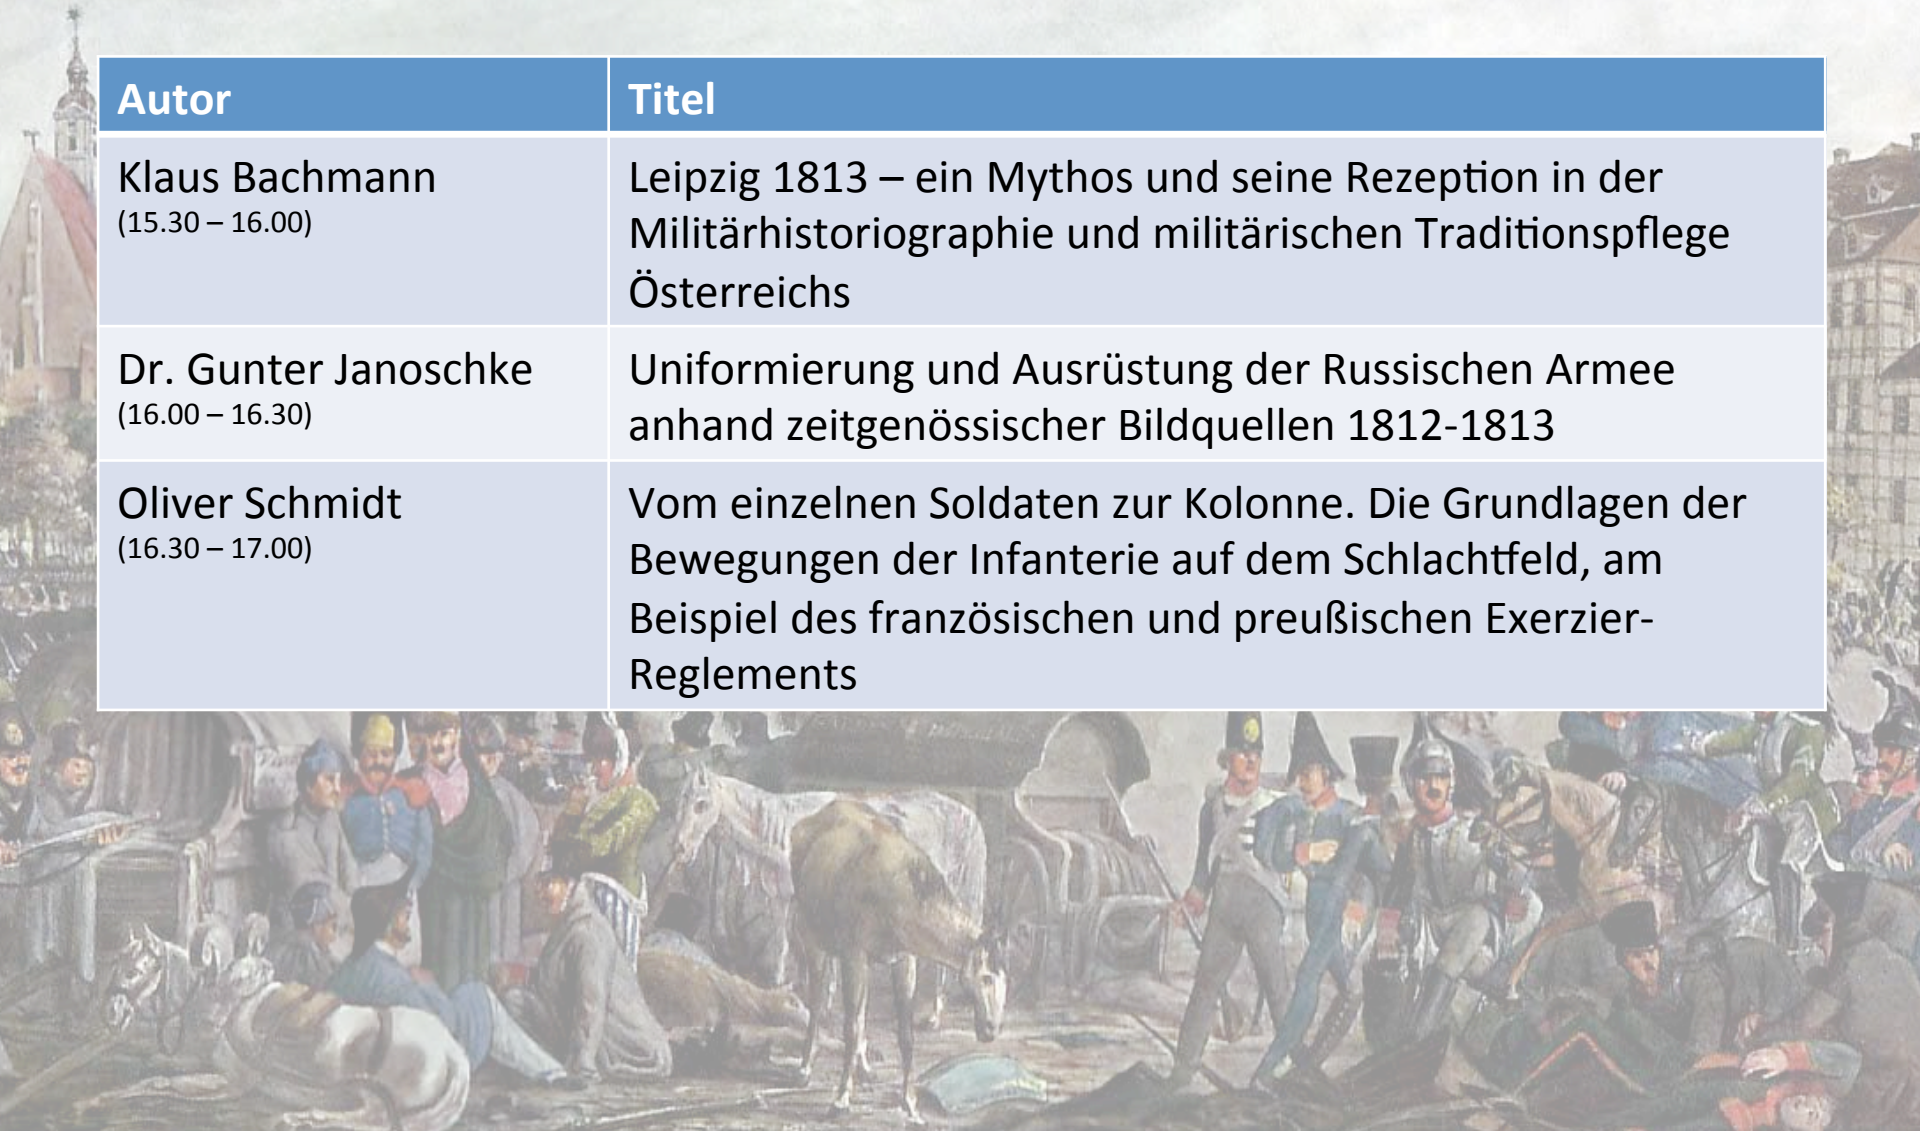 Autor
Titel
Klaus Bachmann
(15.30 – 16.00)
Leipzig 1813 – ein Mythos und seine Rezeption in der
Militärhistoriographie und militärischen Traditionspflege
Österreichs
Dr. Gunter Janoschke
(16.00 – 16.30)
Uniformierung und Ausrüstung der Russischen Armee
anhand zeitgenössischer Bildquellen 1812-1813
Oliver Schmidt
(16.30 – 17.00)
Vom einzelnen Soldaten zur Kolonne. Die Grundlagen der
Bewegungen der Infanterie auf dem Schlachtfeld, am
Beispiel des französischen und preußischen Exerzier-
Reglements